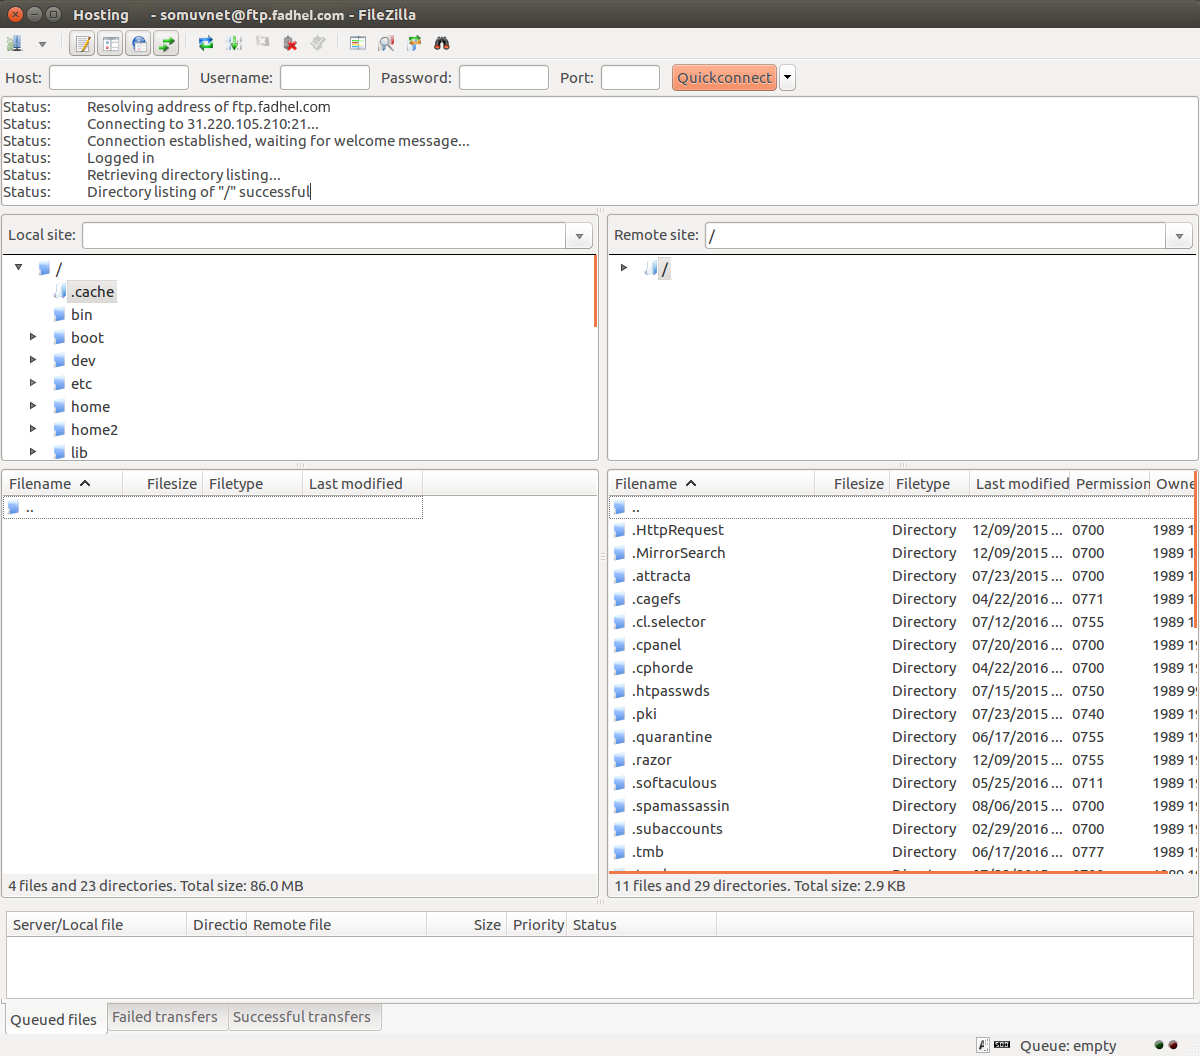 Hosting - somuvnet@ftp.fadhel.com - FileZilla
Host: Username: Password: Port: Quickconnect
Status: Resolving address of ftp.fadhel.com
Status: Connecting to 31.220.105.210:21...
Status: Connection established, waiting for welcome message...
Status: Logged in
Status: Retrieving directory listing...
Status: Directory listing of "/" successful
Local site:
/
.cache
bin
boot
dev
etc
home
home2
lib
Remote site: /
/
Filename Filesize Filetype Last modified
..
4 files and 23 directories. Total size: 86.0 MB
Filename Filesize Filetype Last modified Permission Owne
..
.HttpRequest Directory 12/09/2015 ... 0700 1989 1
.MirrorSearch Directory 12/09/2015 ... 0700 1989 1
.attracta Directory 07/23/2015 ... 0700 1989 1
.cagefs Directory 04/22/2016 ... 0771 1989 1
.cl.selector Directory 07/12/2016 ... 0755 1989 1
.cpanel Directory 07/20/2016 ... 0700 1989 19
.cphorde Directory 04/22/2016 ... 0700 1989 19
.htpasswds Directory 07/15/2015 ... 0750 1989 99
.pki Directory 07/23/2015 ... 0740 1989 19
.quarantine Directory 06/17/2016 ... 0755 1989 19
.razor Directory 12/09/2015 ... 0755 1989 19
.softaculous Directory 05/25/2016 ... 0711 1989 19
.spamassassin Directory 08/06/2015 ... 0700 1989 19
.subaccounts Directory 02/29/2016 ... 0700 1989 19
.tmb Directory 06/17/2016 ... 0777 1989 19
11 files and 29 directories. Total size: 2.9 KB
Server/Local file Directio Remote file Size Priority Status
Queued files Failed transfers Successful transfers
Queue: empty